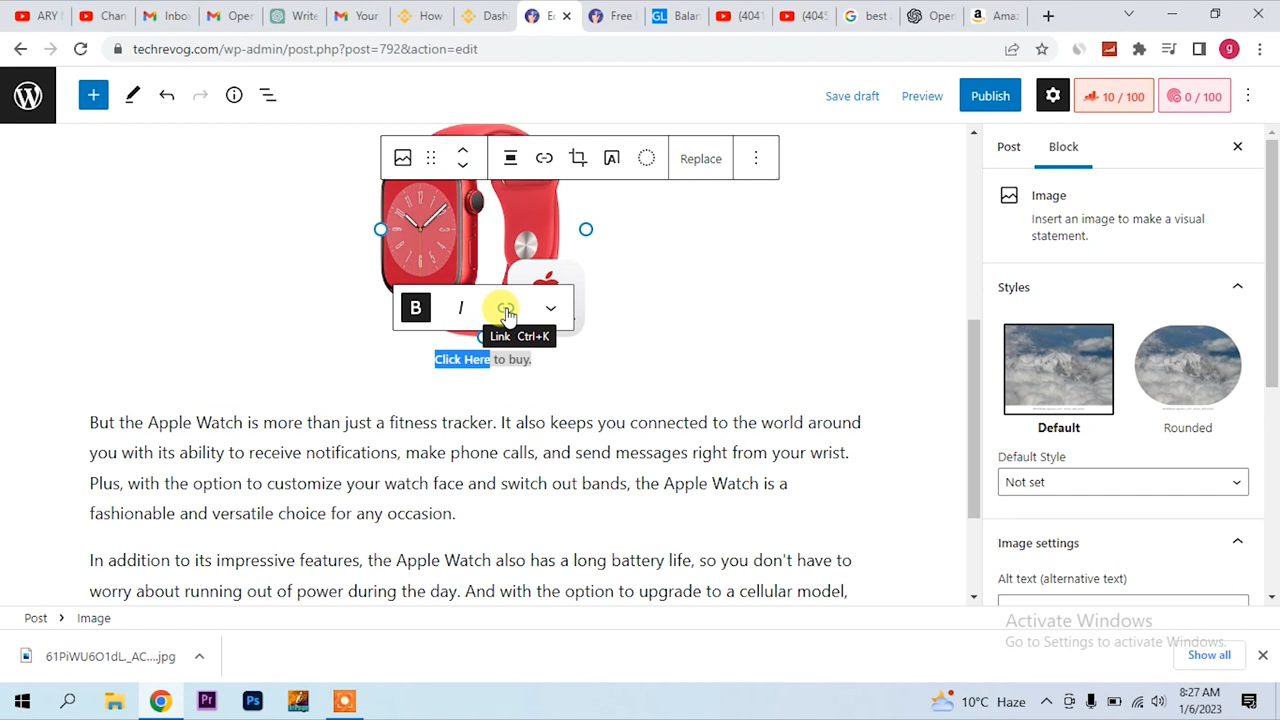 ARY
Chan
Inbo
Open
Write
Your
How
Dash
Ec
Free
GL Balan
(404
(404
best
Open
Ama
techrevog.com/wp-admin/post.php?post=792&action=edit
g
Save draft
Preview
Publish
10 / 100
0 / 100
Replace
Post
Block
Image
Insert an image to make a visual
statement.
Styles
Default
Rounded
Default Style
Not set
Image settings
Alt text (alternative text)
B I
Link Ctrl+K
Click Here to buy.
But the Apple Watch is more than just a fitness tracker. It also keeps you connected to the world around
you with its ability to receive notifications, make phone calls, and send messages right from your wrist.
Plus, with the option to customize your watch face and switch out bands, the Apple Watch is a
fashionable and versatile choice for any occasion.
In addition to its impressive features, the Apple Watch also has a long battery life, so you don't have to
worry about running out of power during the day. And with the option to upgrade to a cellular model,
Post
Image
Activate Windows
Go to Settings to activate Windows.
61PiWU6O1dL._AC....jpg
Show all
Pr
Ps
10°C Haze
8:27 AM
1/6/2023